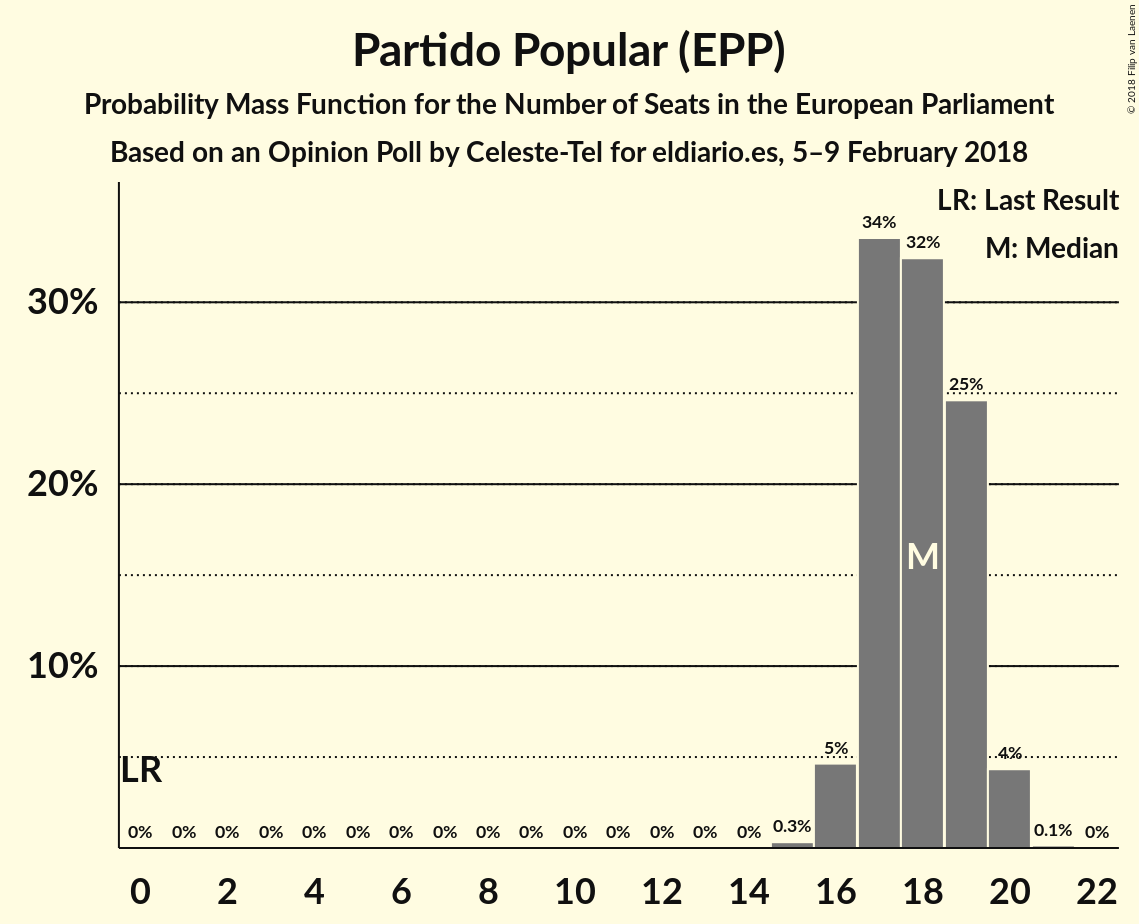 Partido Popular (EPP)
Probability Mass Function for the Number of Seats in the European Parliament
Based on an Opinion Poll by Celeste-Tel for eldiario.es, 5–9 February 2018
© 2018 Filip van Laenen
LR: Last Result
M: Median
34%
32%
30%
25%
20%
M
10%
5%
4%
LR
0% 0% 0% 0% 0% 0% 0% 0% 0% 0% 0% 0% 0% 0% 0% 0.3% 0.1% 0%
0 2 4 6 8 10 12 14 16 18 20 22